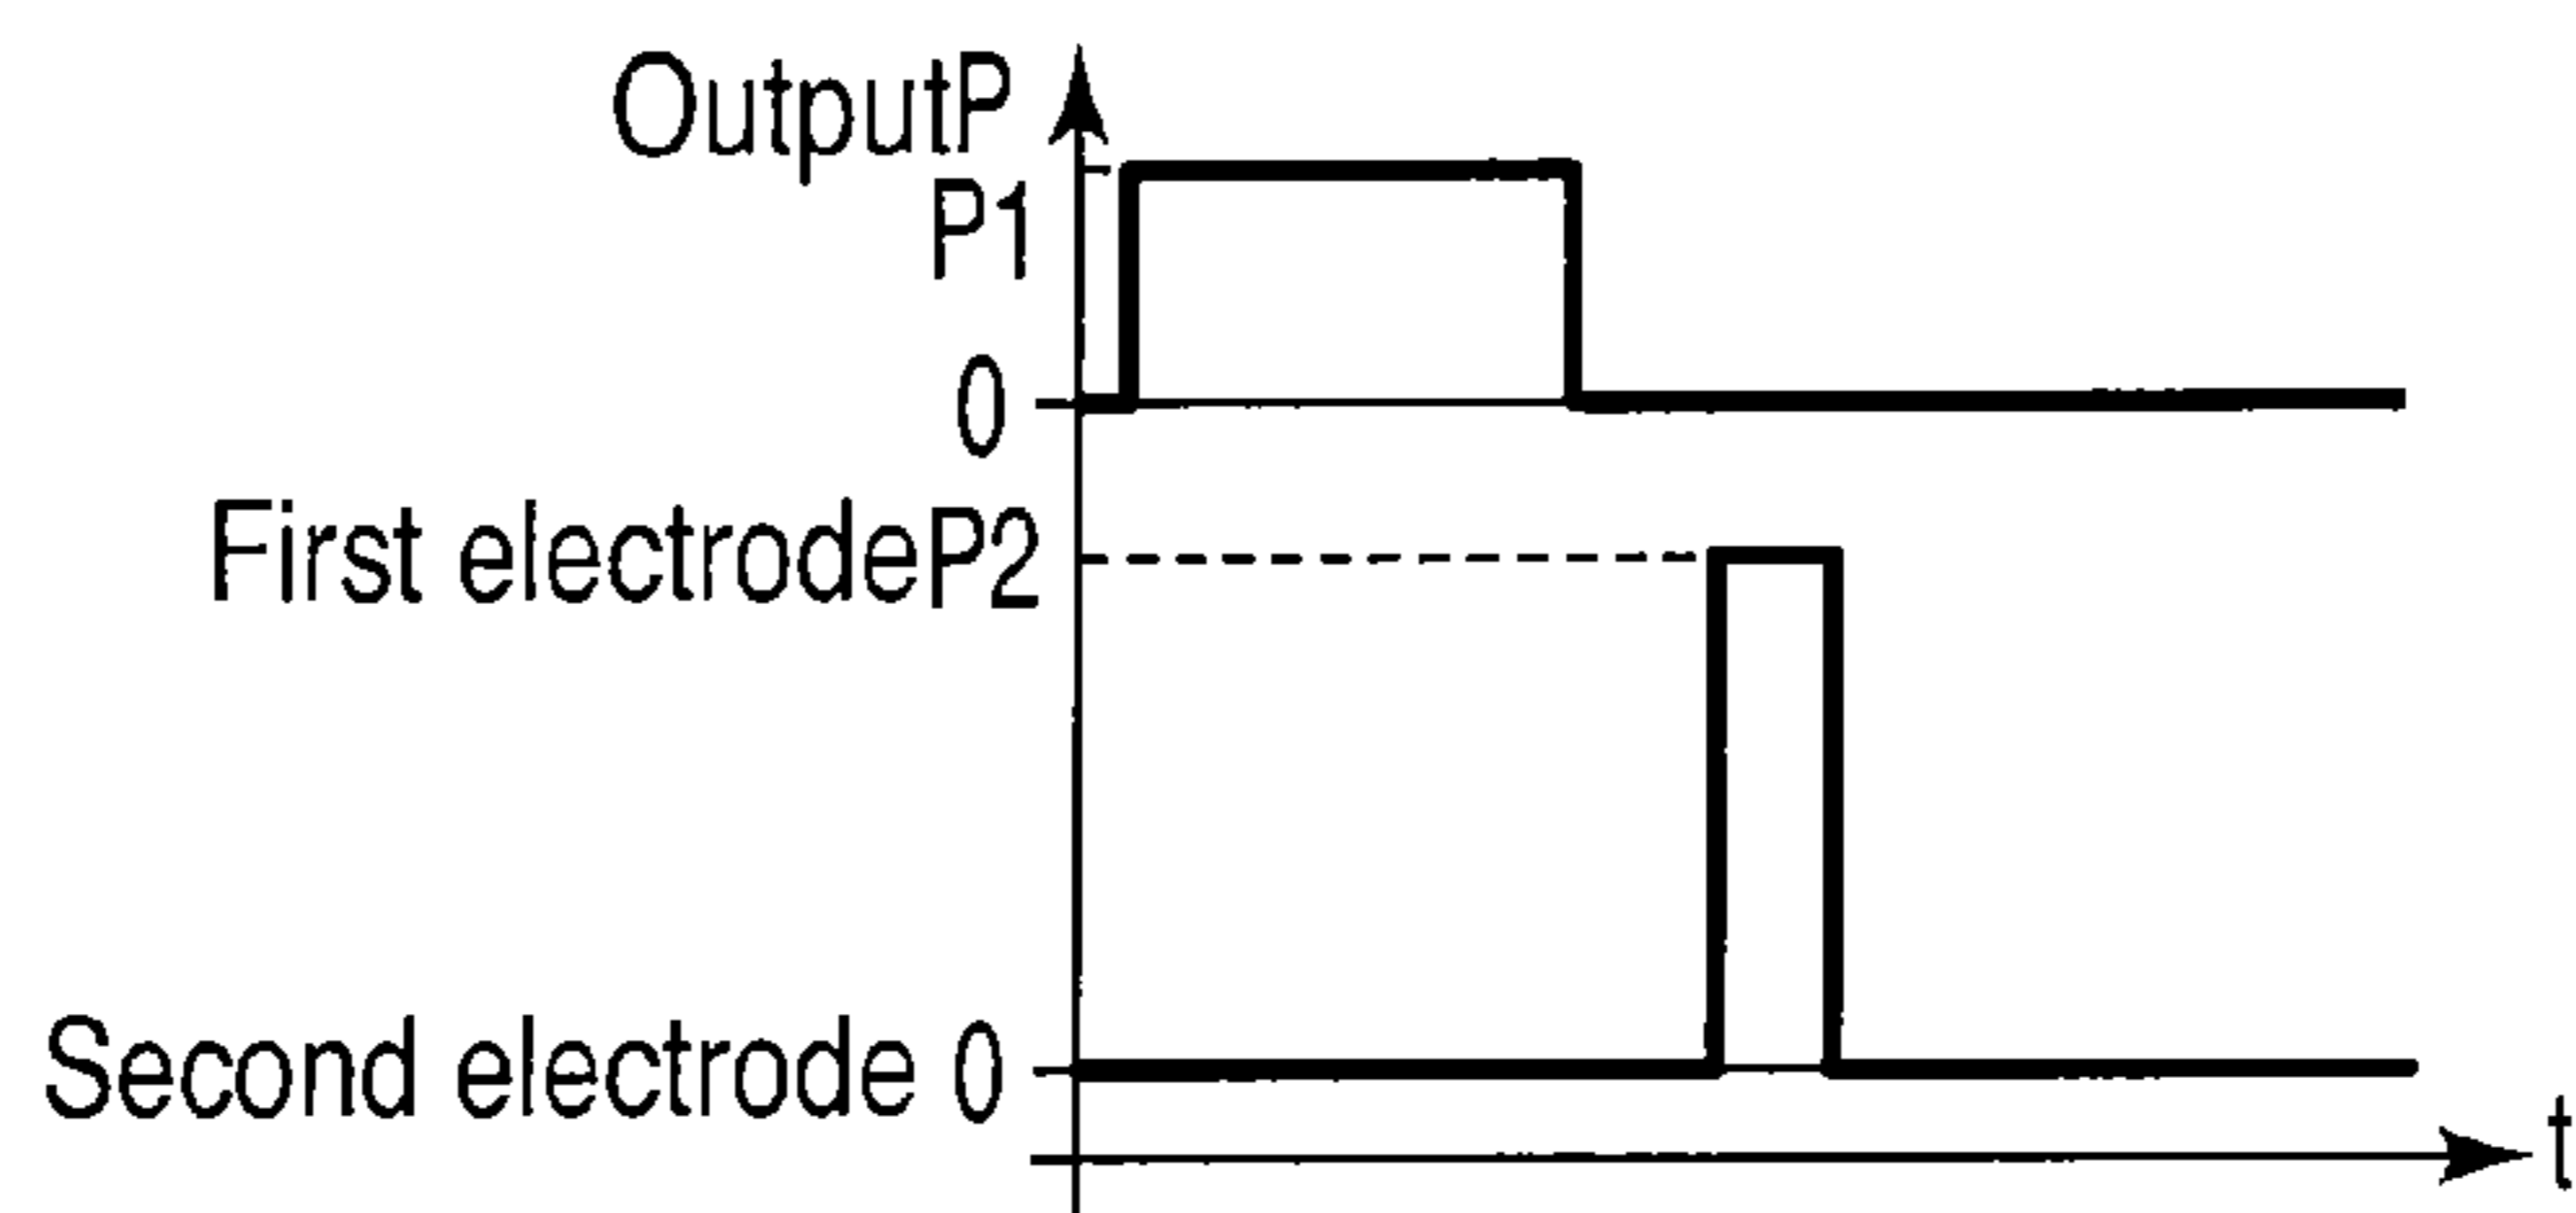 OutputP
P1
0
First electrodeP2
Second electrode 0
t